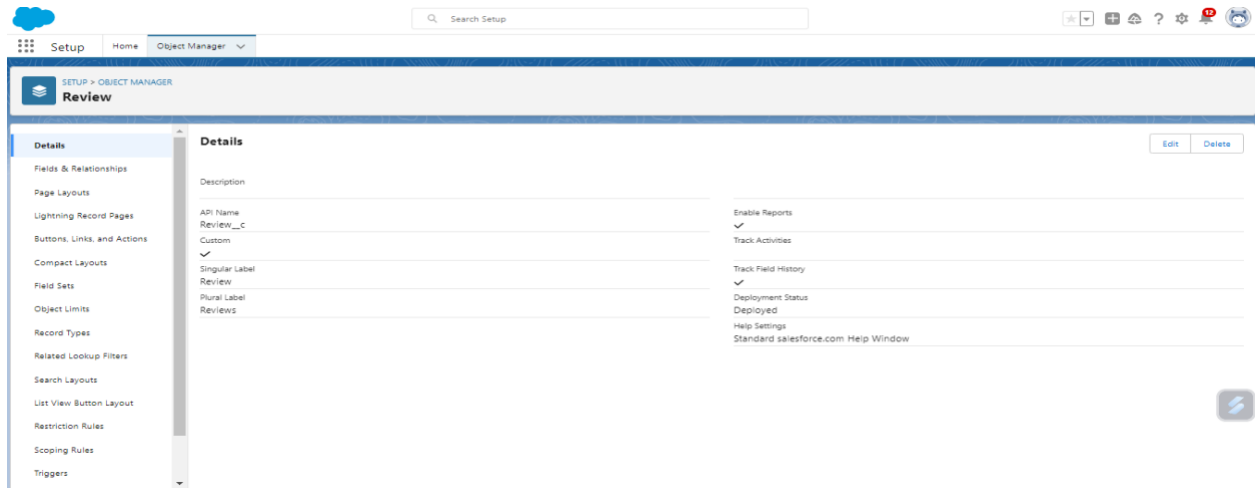 Search Setup
12
Setup Home Object Manager
SETUP > OBJECT MANAGER
Review
Details
Fields & Relationships
Page Layouts
Lightning Record Pages
Buttons, Links, and Actions
Compact Layouts
Field Sets
Object Limits
Record Types
Related Lookup Filters
Search Layouts
List View Button Layout
Restriction Rules
Scoping Rules
Triggers
Details
Edit Delete
Description
API Name
Review__c
Custom
Singular Label
Review
Plural Label
Reviews
Enable Reports
Track Activities
Track Field History
Deployment Status
Deployed
Help Settings
Standard salesforce.com Help Window